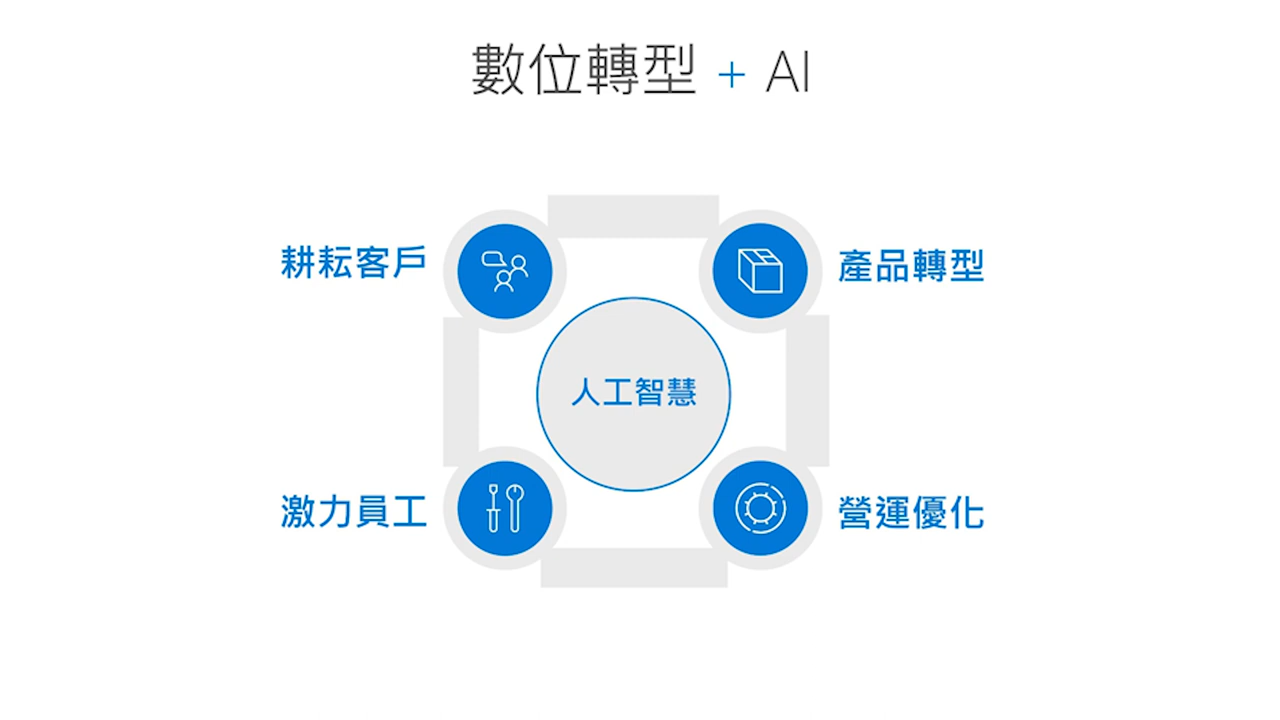 數位轉型 + AI
耕耘客戶
產品轉型
人工智慧
激力員工
營運優化